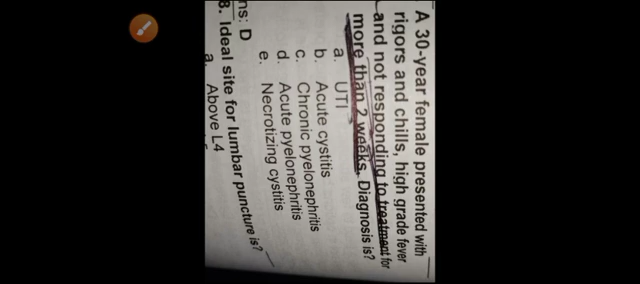 A 30-year female presented with
rigors and chills, high grade fever
and not responding to treatment for
more than 2 weeks. Diagnosis is?
a. UTI
b. Acute cystitis
c. Chronic pyelonephritis
d. Acute pyelonephritis
e. Necrotizing cystitis
ns: D
8. Ideal site for lumbar puncture is?
a. Above L4